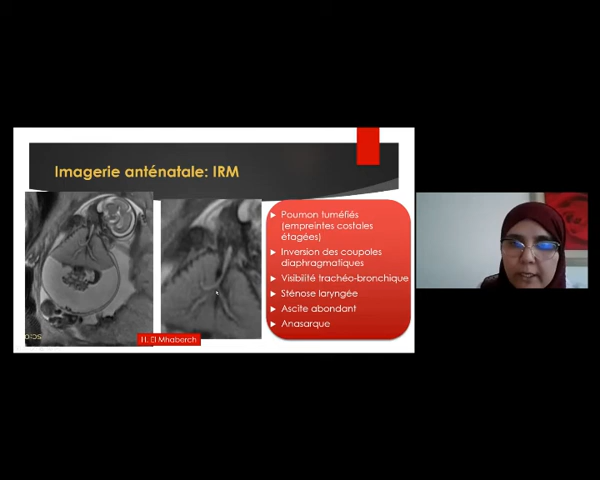 Imagerie anténatale: IRM
Poumon tuméfiés
(empreintes costales
étagées)
Inversion des coupoles
diaphragmatiques
Visibilité trachéo-bronchique
Sténose laryngée
Ascite abondant
Anasarque
H. El Mhaberch